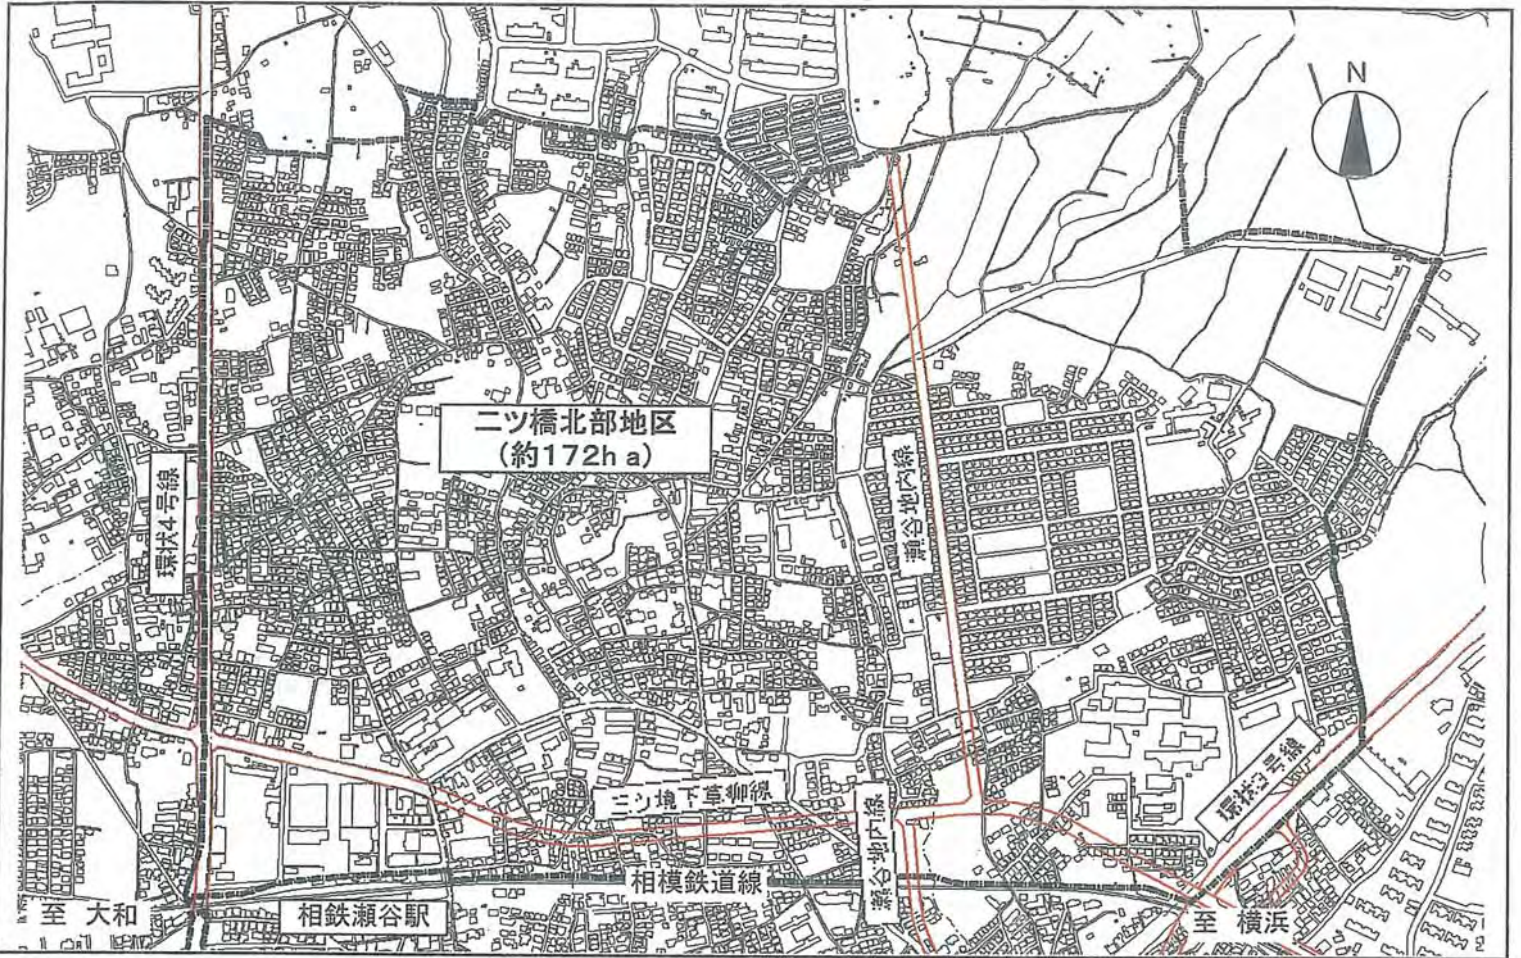 N
二ツ橋北部地区
(約172ha)
環状4号線
瀬谷地内線
三ツ境下草柳線
瀬谷地内線
環状3号線
相模鉄道線
至 大和
相鉄瀬谷駅
至 横浜